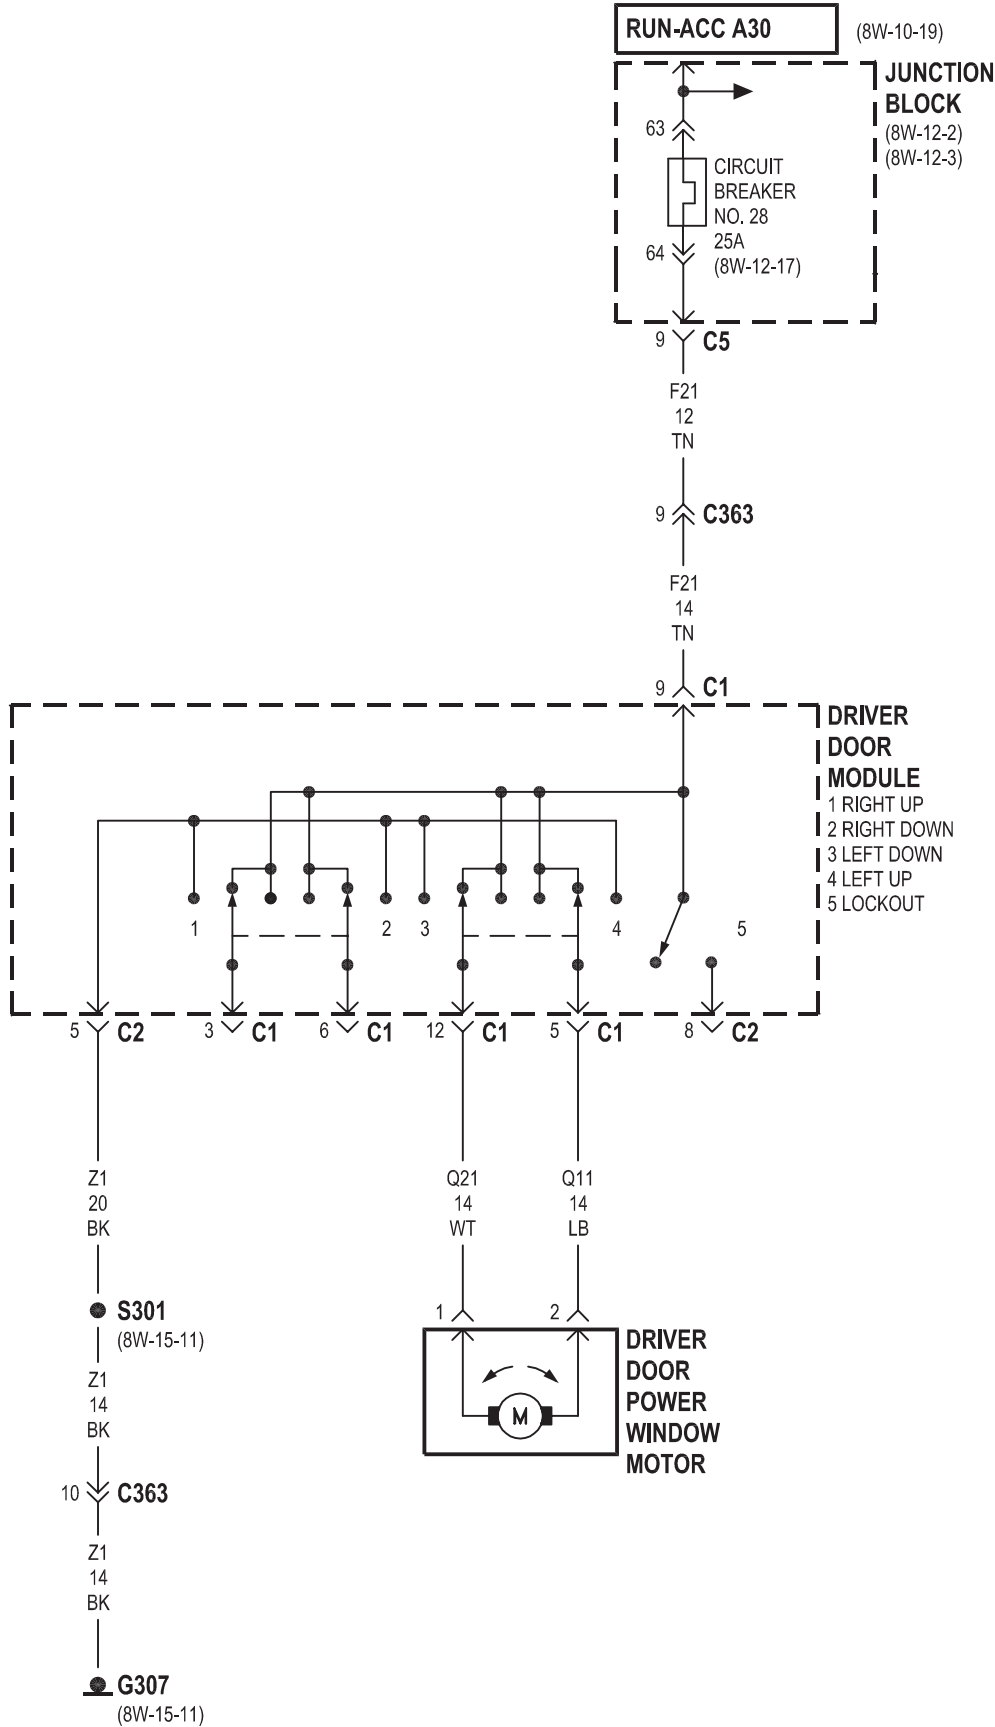 RUN-ACC A30
(8W-10-19)
JUNCTION
BLOCK
(8W-12-2)
(8W-12-3)
63
CIRCUIT
BREAKER
NO. 28
25A
(8W-12-17)
64
9
C5
F21
12
TN
9
C363
F21
14
TN
9
C1
DRIVER
DOOR
MODULE
1 RIGHT UP
2 RIGHT DOWN
3 LEFT DOWN
4 LEFT UP
5 LOCKOUT
1
2
3
4
5
5
C2
3
C1
6
C1
12
C1
5
C1
8
C2
Z1
20
BK
Q21
14
WT
Q11
14
LB
S301
(8W-15-11)
1
2
DRIVER
DOOR
POWER
WINDOW
MOTOR
M
Z1
14
BK
10
C363
Z1
14
BK
G307
(8W-15-11)